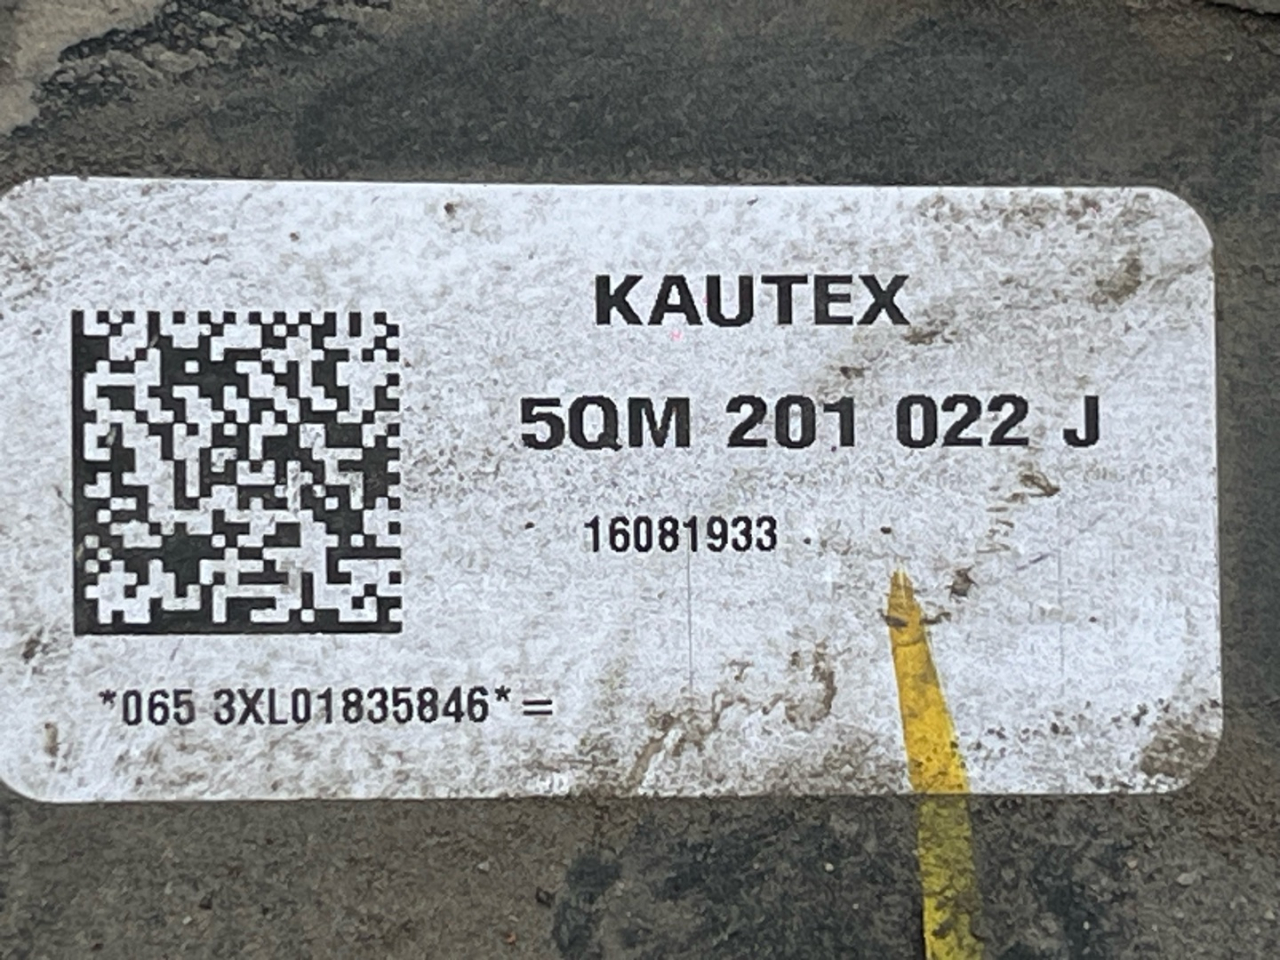 KAUTEX
5QM 201 022 J
16081933
*065 3XL01835846*=